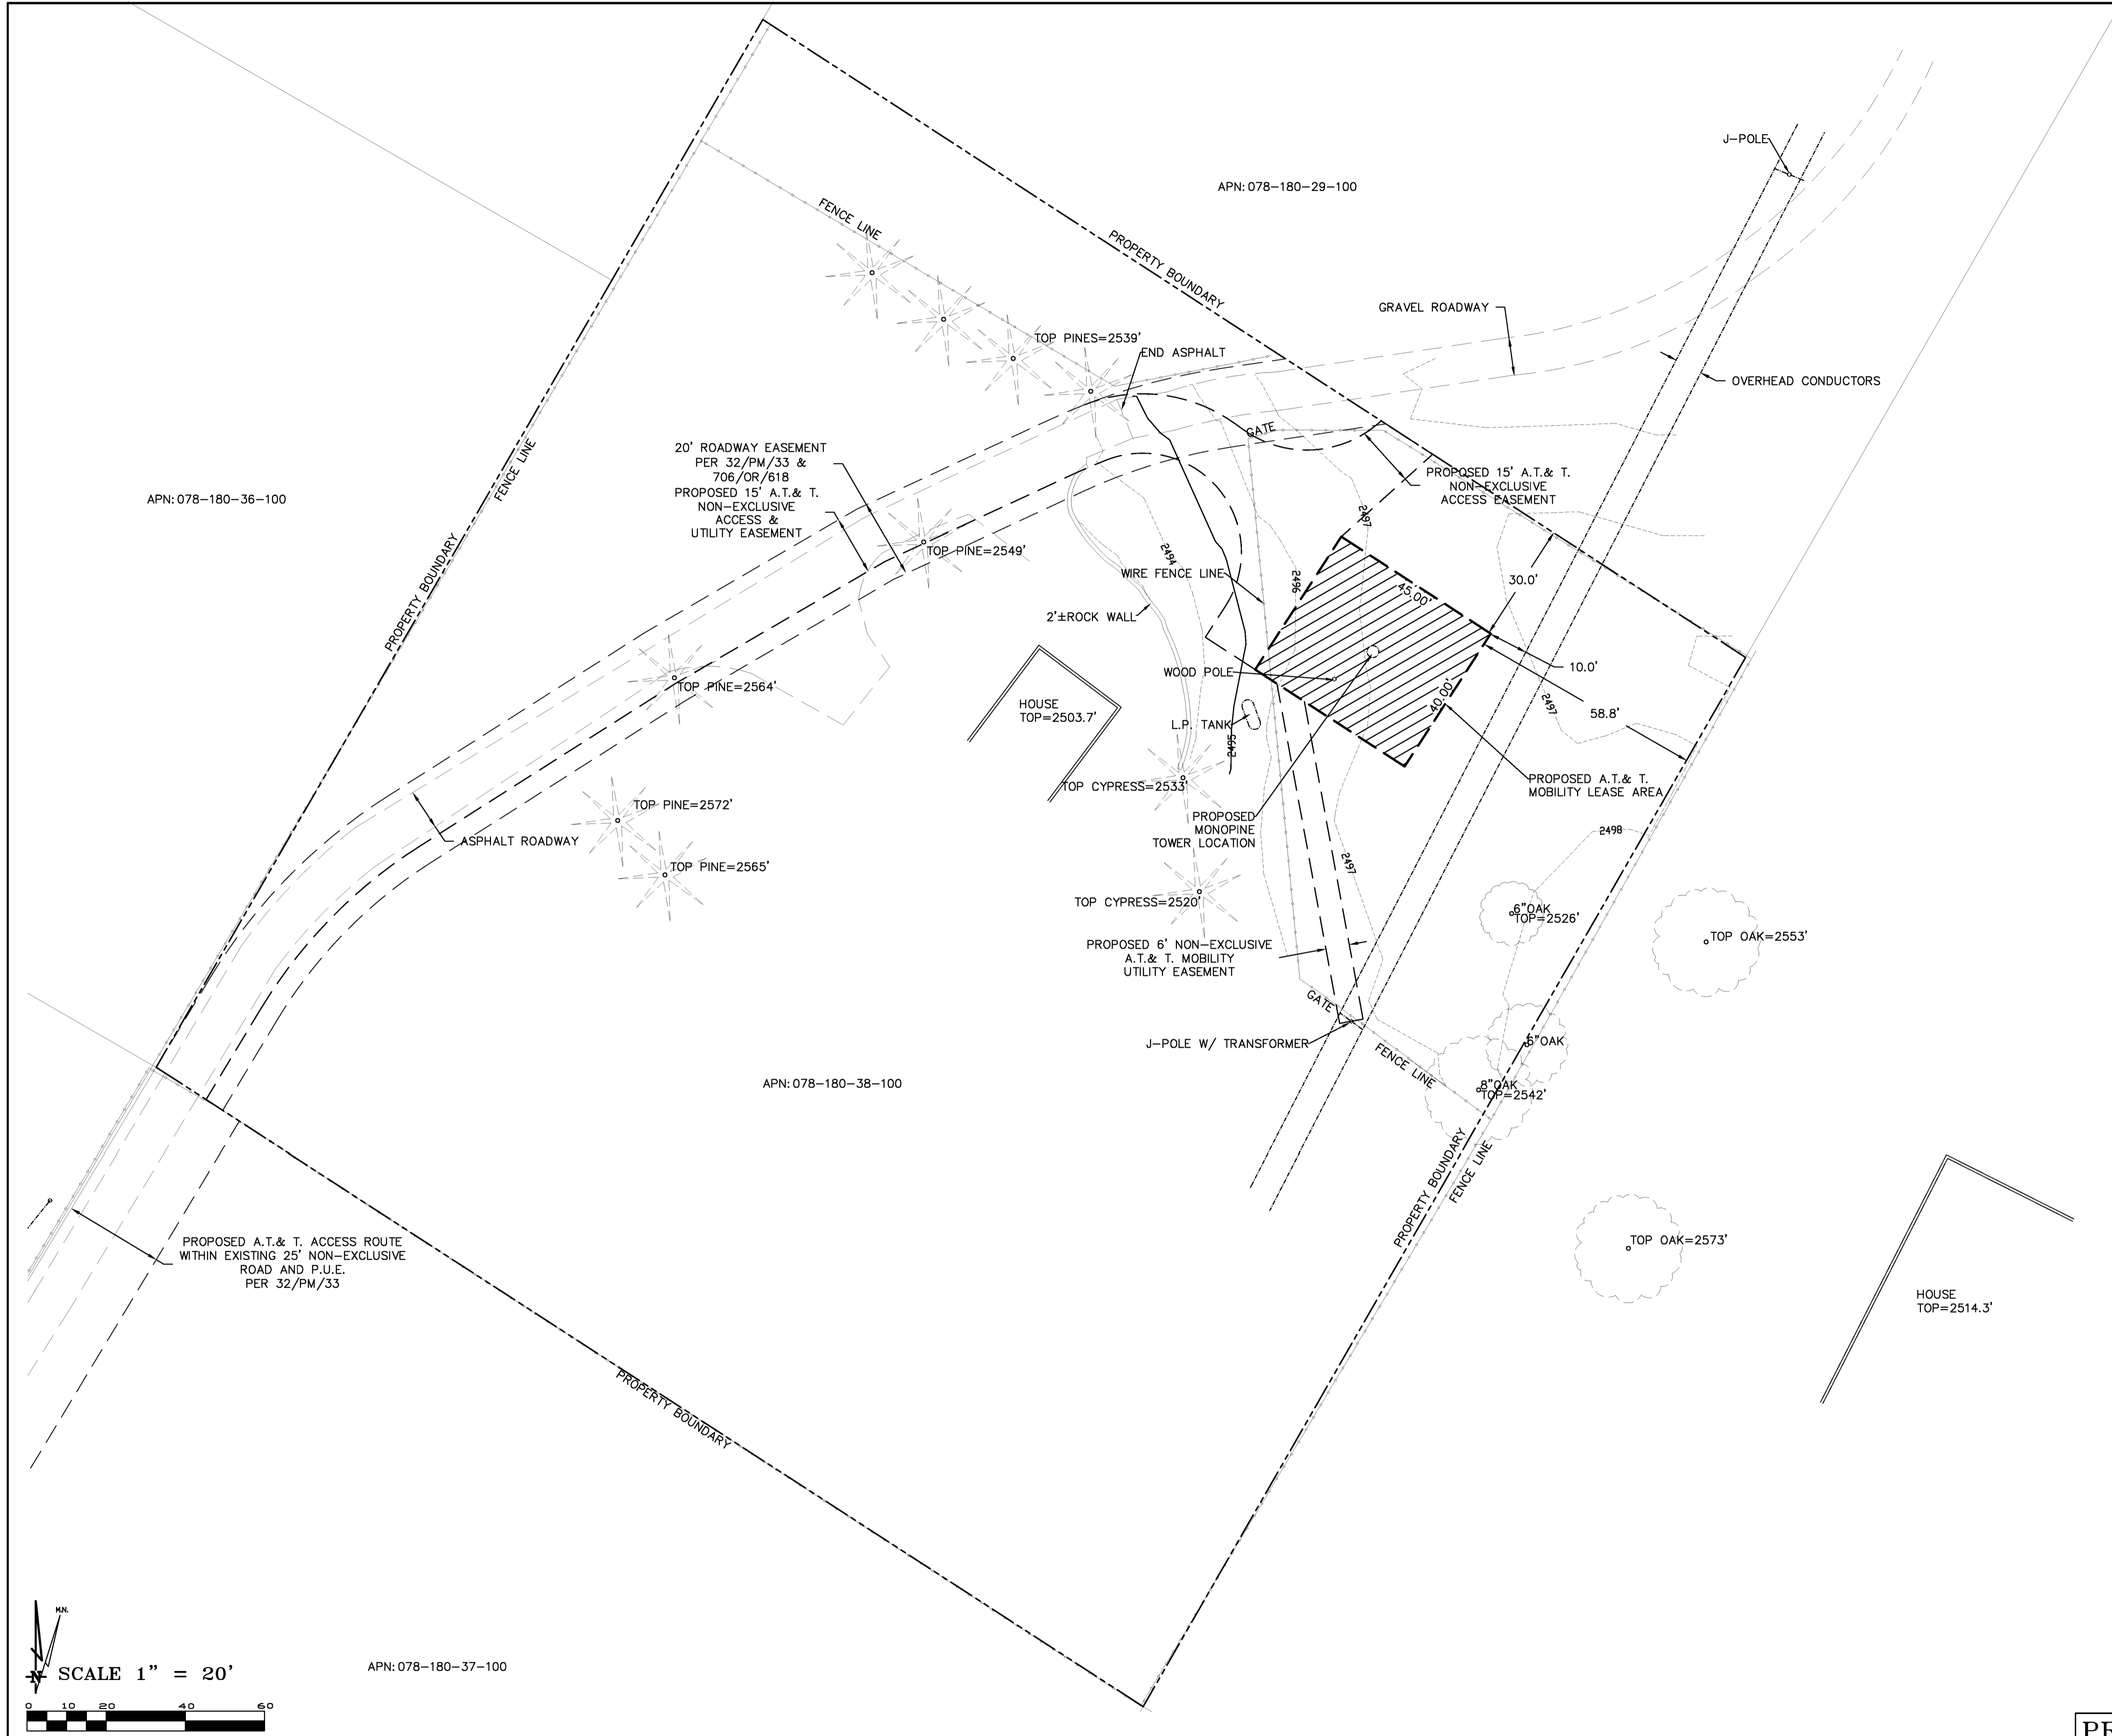 J-POLE
APN: 078-180-29-100
FENCE LINE
PROPERTY BOUNDARY
GRAVEL ROADWAY
TOP PINES=2539'
END ASPHALT
OVERHEAD CONDUCTORS
GATE
20' ROADWAY EASEMENT
PER 32/PM/33 &
706/OR/618
PROPOSED 15' A.T.& T.
NON-EXCLUSIVE
ACCESS &
UTILITY EASEMENT
PROPOSED 15' A.T.& T.
NON-EXCLUSIVE
ACCESS EASEMENT
FENCE LINE
APN: 078-180-36-100
PROPERTY BOUNDARY
2497
TOP PINE=2549'
2494
WIRE FENCE LINE
2496
45.00'
30.0'
2'±ROCK WALL
10.0'
WOOD POLE
TOP PINE=2564'
40.00'
2497
58.8'
HOUSE
TOP=2503.7'
L.P. TANK
2495
TOP CYPRESS=2533'
PROPOSED A.T.& T.
MOBILITY LEASE AREA
TOP PINE=2572'
PROPOSED
MONOPINE
TOWER LOCATION
2498
ASPHALT ROADWAY
2497
TOP PINE=2565'
TOP CYPRESS=2520'
6"OAK
TOP=2526'
TOP OAK=2553'
PROPOSED 6' NON-EXCLUSIVE
A.T.& T. MOBILITY
UTILITY EASEMENT
GATE
J-POLE W/ TRANSFORMER
6"OAK
FENCE LINE
APN: 078-180-38-100
8"OAK
TOP=2542'
PROPERTY BOUNDARY
FENCE LINE
PROPOSED A.T.& T. ACCESS ROUTE
WITHIN EXISTING 25' NON-EXCLUSIVE
ROAD AND P.U.E.
PER 32/PM/33
TOP OAK=2573'
HOUSE
TOP=2514.3'
PROPERTY BOUNDARY
M.N.
N
SCALE 1" = 20'
APN: 078-180-37-100
0 10 20 40 60